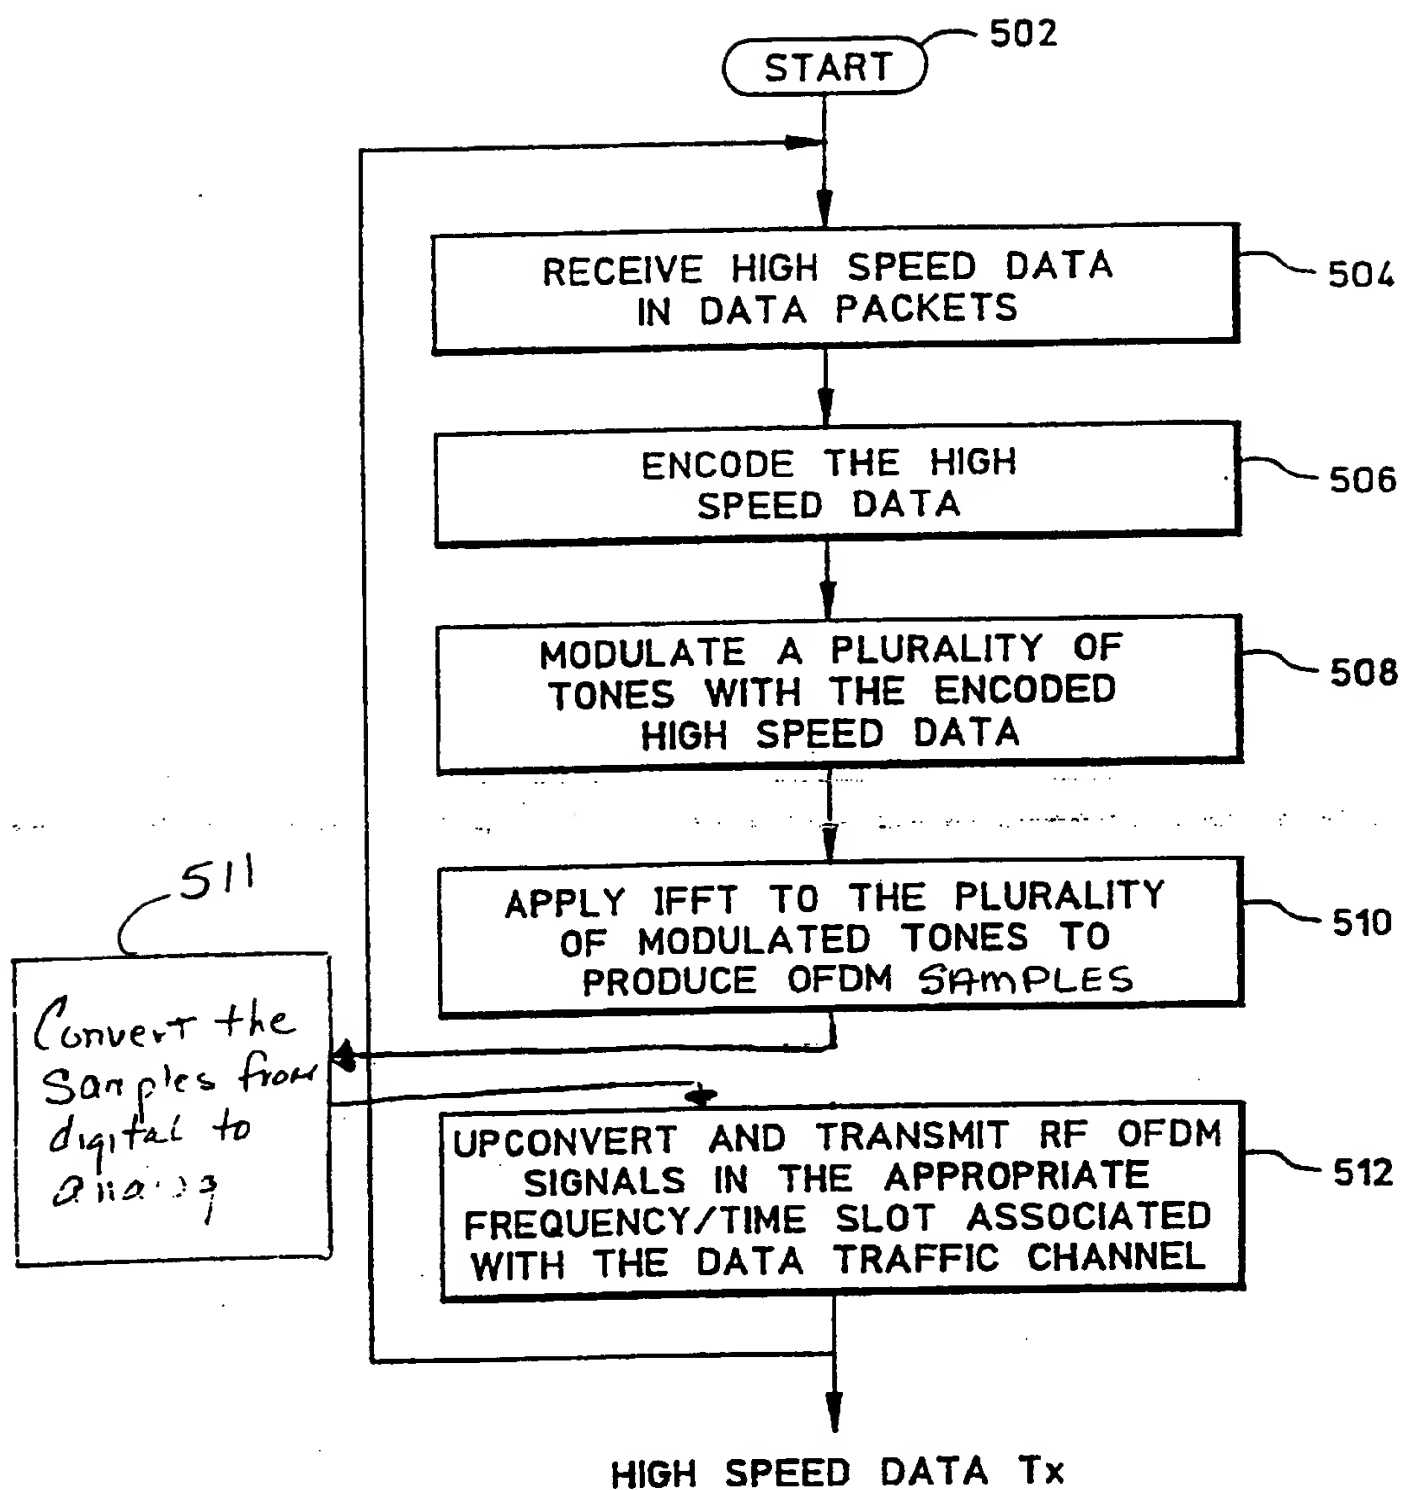 502
START
RECEIVE HIGH SPEED DATA
IN DATA PACKETS
504
ENCODE THE HIGH
SPEED DATA
506
MODULATE A PLURALITY OF
TONES WITH THE ENCODED
HIGH SPEED DATA
508
APPLY IFFT TO THE PLURALITY
OF MODULATED TONES TO
PRODUCE OFDM SAMPLES
510
511
Convert the
Samples from
digital to
analog
UPCONVERT AND TRANSMIT RF OFDM
SIGNALS IN THE APPROPRIATE
FREQUENCY/TIME SLOT ASSOCIATED
WITH THE DATA TRAFFIC CHANNEL
512
HIGH SPEED DATA Tx